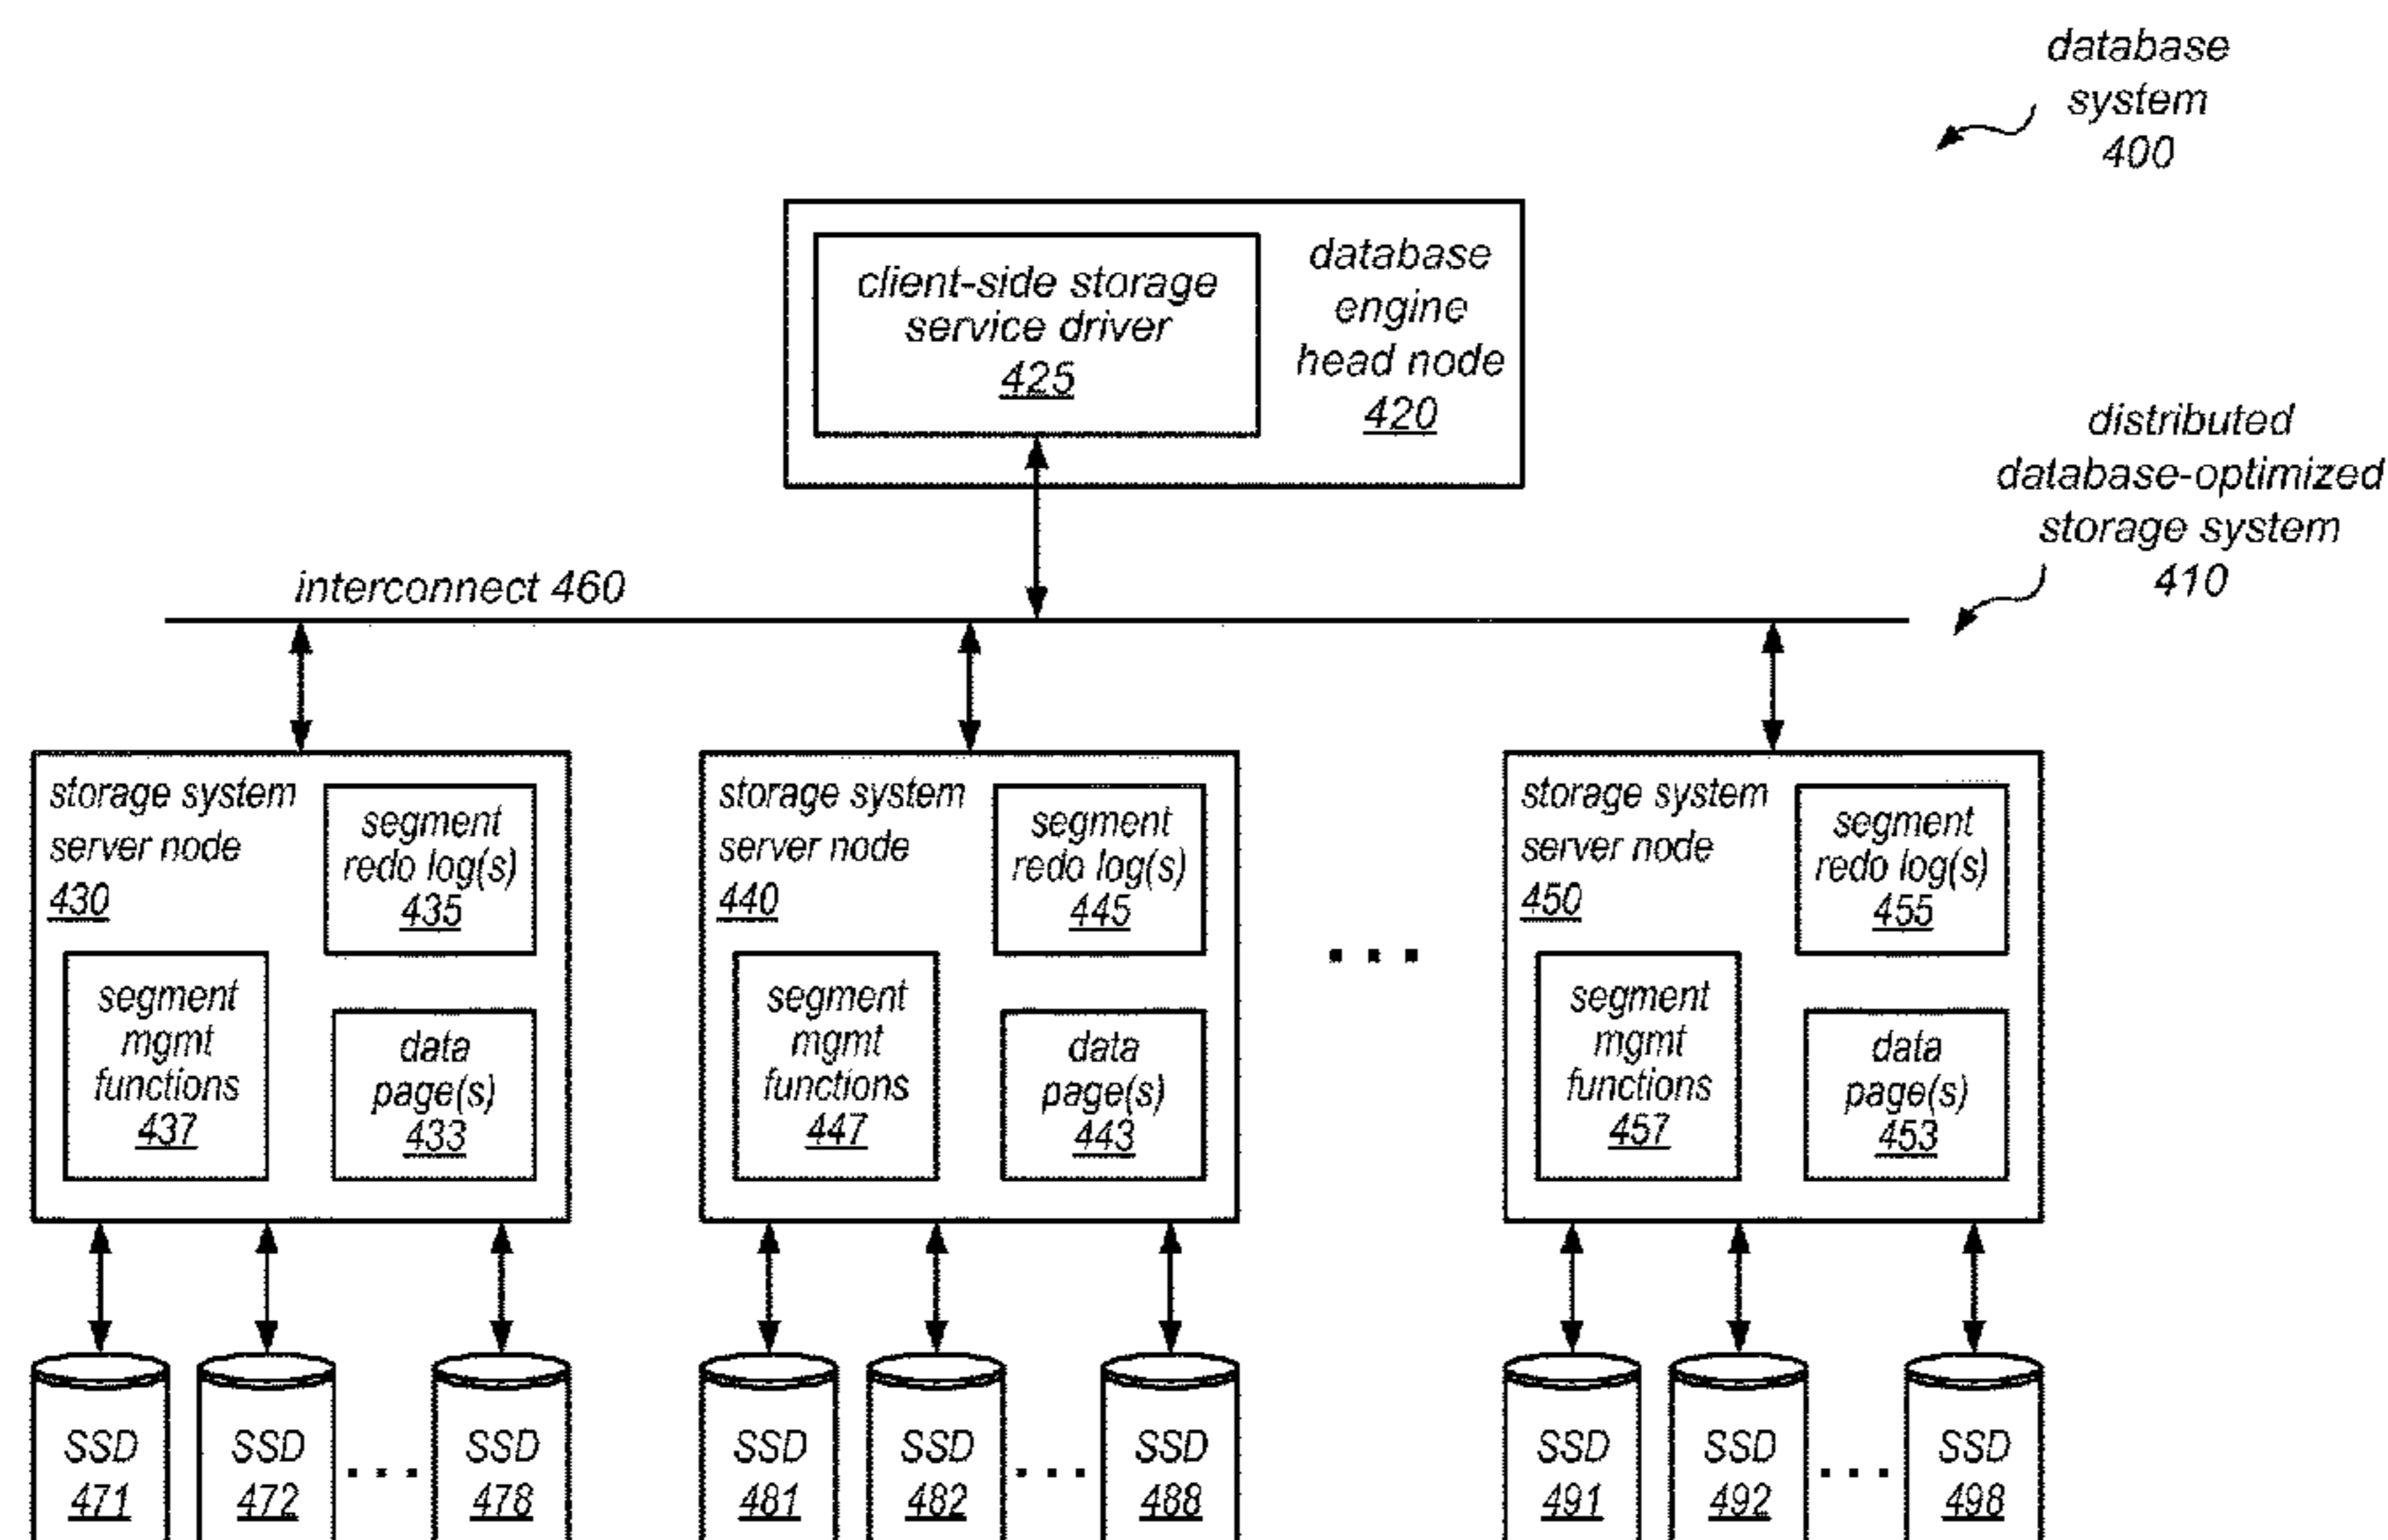 database
system
400
client-side storage
service driver
425
database
engine
head node
420
distributed
database-optimized
storage system
410
interconnect 460
storage system
server node
430
segment
redo log(s)
435
segment
mgmt
functions
437
data
page(s)
433
storage system
server node
440
segment
redo log(s)
445
segment
mgmt
functions
447
data
page(s)
443
. . .
storage system
server node
450
segment
redo log(s)
455
segment
mgmt
functions
457
data
page(s)
453
SSD
471
SSD
472
. . .
SSD
478
SSD
481
SSD
482
. . .
SSD
488
SSD
491
SSD
492
. . .
SSD
498